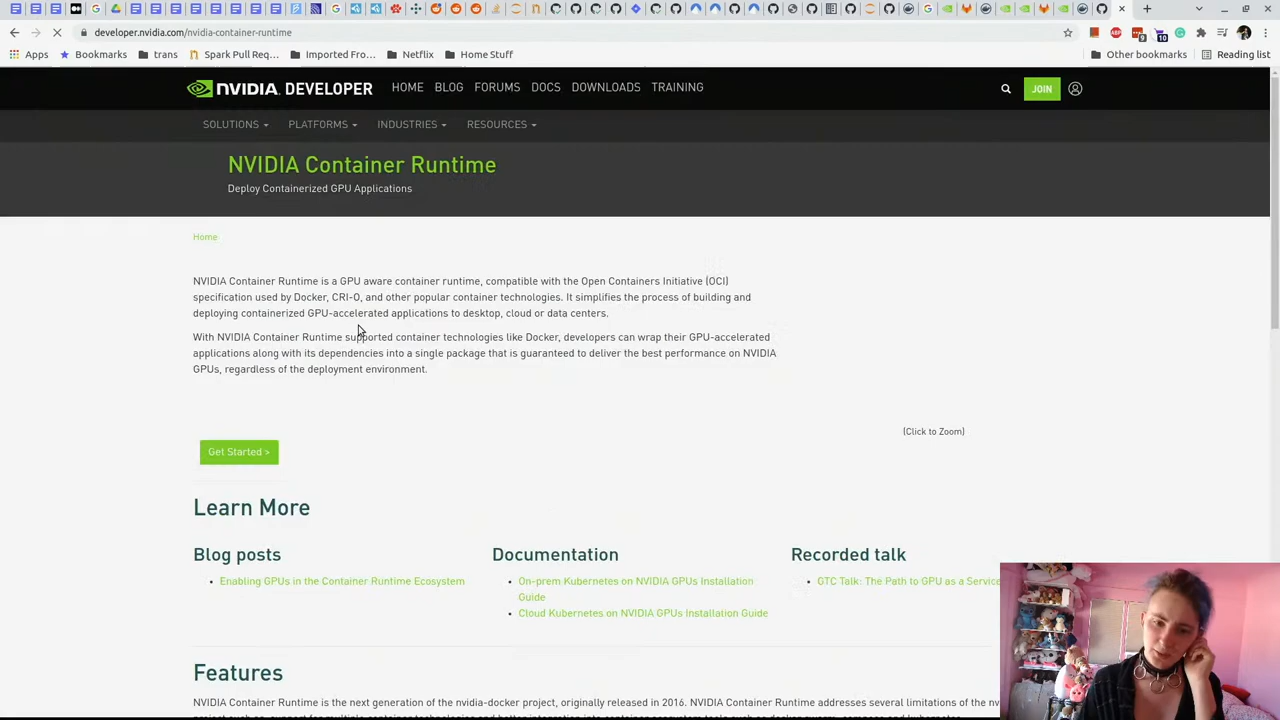 developer.nvidia.com/nvidia-container-runtime
Apps
Bookmarks
trans
Spark Pull Req...
Imported Fro...
Netflix
Home Stuff
Other bookmarks
Reading list
NVIDIA. DEVELOPER
HOME
BLOG
FORUMS
DOCS
DOWNLOADS
TRAINING
JOIN
SOLUTIONS
PLATFORMS
INDUSTRIES
RESOURCES
NVIDIA Container Runtime
Deploy Containerized GPU Applications
Home
NVIDIA Container Runtime is a GPU aware container runtime, compatible with the Open Containers Initiative (OCI)
specification used by Docker, CRI-O, and other popular container technologies. It simplifies the process of building and
deploying containerized GPU-accelerated applications to desktop, cloud or data centers.
With NVIDIA Container Runtime supported container technologies like Docker, developers can wrap their GPU-accelerated
applications along with its dependencies into a single package that is guaranteed to deliver the best performance on NVIDIA
GPUs, regardless of the deployment environment.
(Click to Zoom)
Get Started >
Learn More
Blog posts
Enabling GPUs in the Container Runtime Ecosystem
Documentation
On-prem Kubernetes on NVIDIA GPUs Installation
Guide
Cloud Kubernetes on NVIDIA GPUs Installation Guide
Recorded talk
GTC Talk: The Path to GPU as a Service
Features
NVIDIA Container Runtime is the next generation of the nvidia-docker project, originally released in 2016. NVIDIA Container Runtime addresses several limitations of the